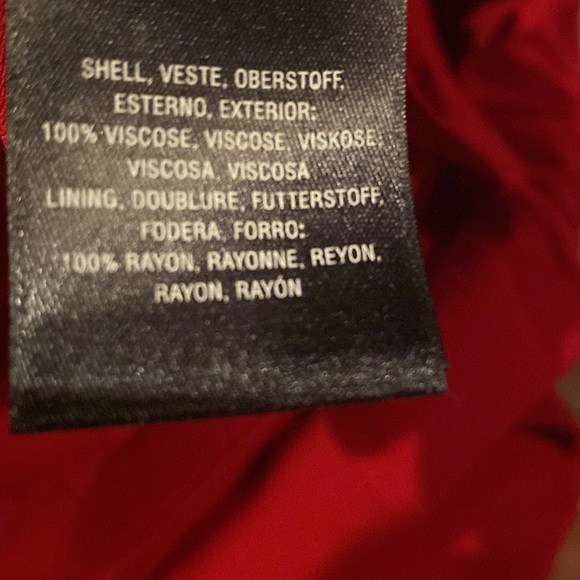 SHELL, VESTE, OBERSTOFF,
ESTERNO, EXTERIOR:
100% VISCOSE, VISCOSE, VISKOSE,
VISCOSA, VISCOSA
LINING, DOUBLURE, FUTTERSTOFF,
FODERA, FORRO:
100% RAYON, RAYONNE, REYON,
RAYON, RAYÓN